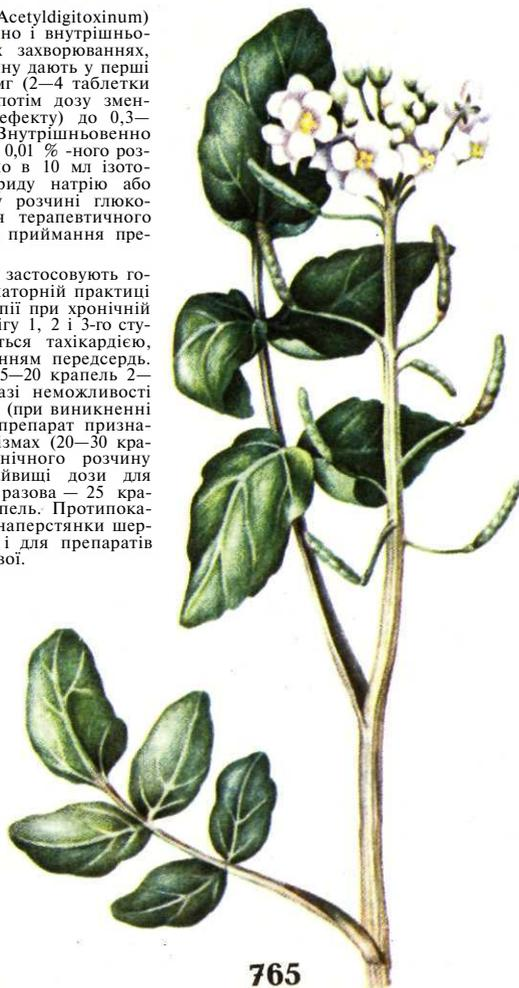 Acetyldigitoxinum)
но і внутрішньо-
х захворюваннях,
ну дають у перші
мг (2—4 таблетки
потім дозу змен-
ефекту) до 0,3—
Внутрішньовенно
0,01 % -ного роз-
о в 10 мл ізото-
риду натрію або
у розчині глюко-
я терапевтичного
приймання пре-
застосовують го-
аторній практиці
пії при хронічній
ігу 1, 2 і 3-го сту-
ться тахікардією,
нням передсердь.
5—20 крапель 2—
азі неможливості
(при виникненні
препарат призна-
ізмах (20—30 кра-
нічного розчину
йвищі дози для
разова — 25 кра-
пель. Протипока-
наперстянки шер-
і для препаратів
вої.
765